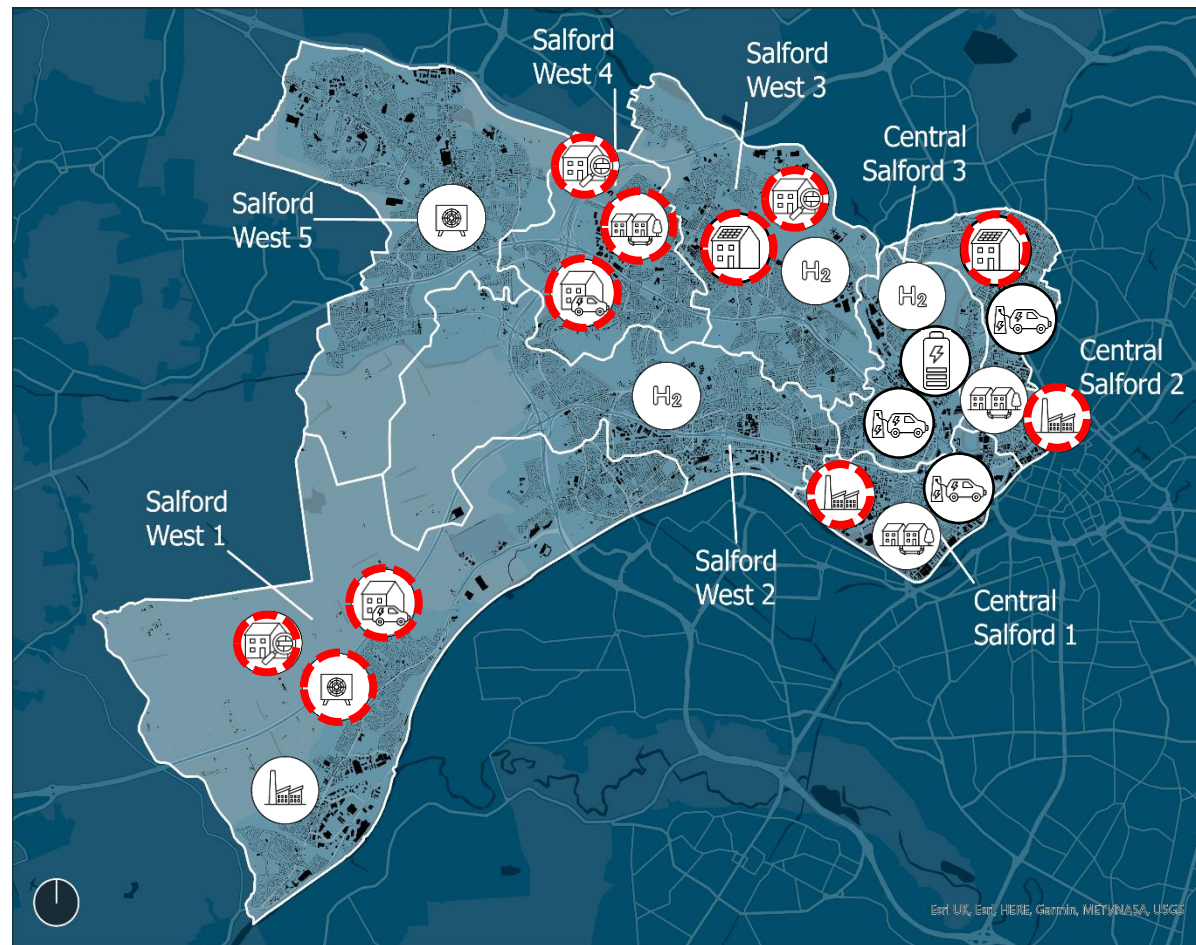 Salford
West 4
Salford
West 3
Central
Salford 3
Salford
West 5
H₂
H₂
Central
Salford 2
H₂
Salford
West 1
Salford
West 2
Central
Salford 1
Esri UK, Esri, HERE, Garmin, METI/NASA, USGS